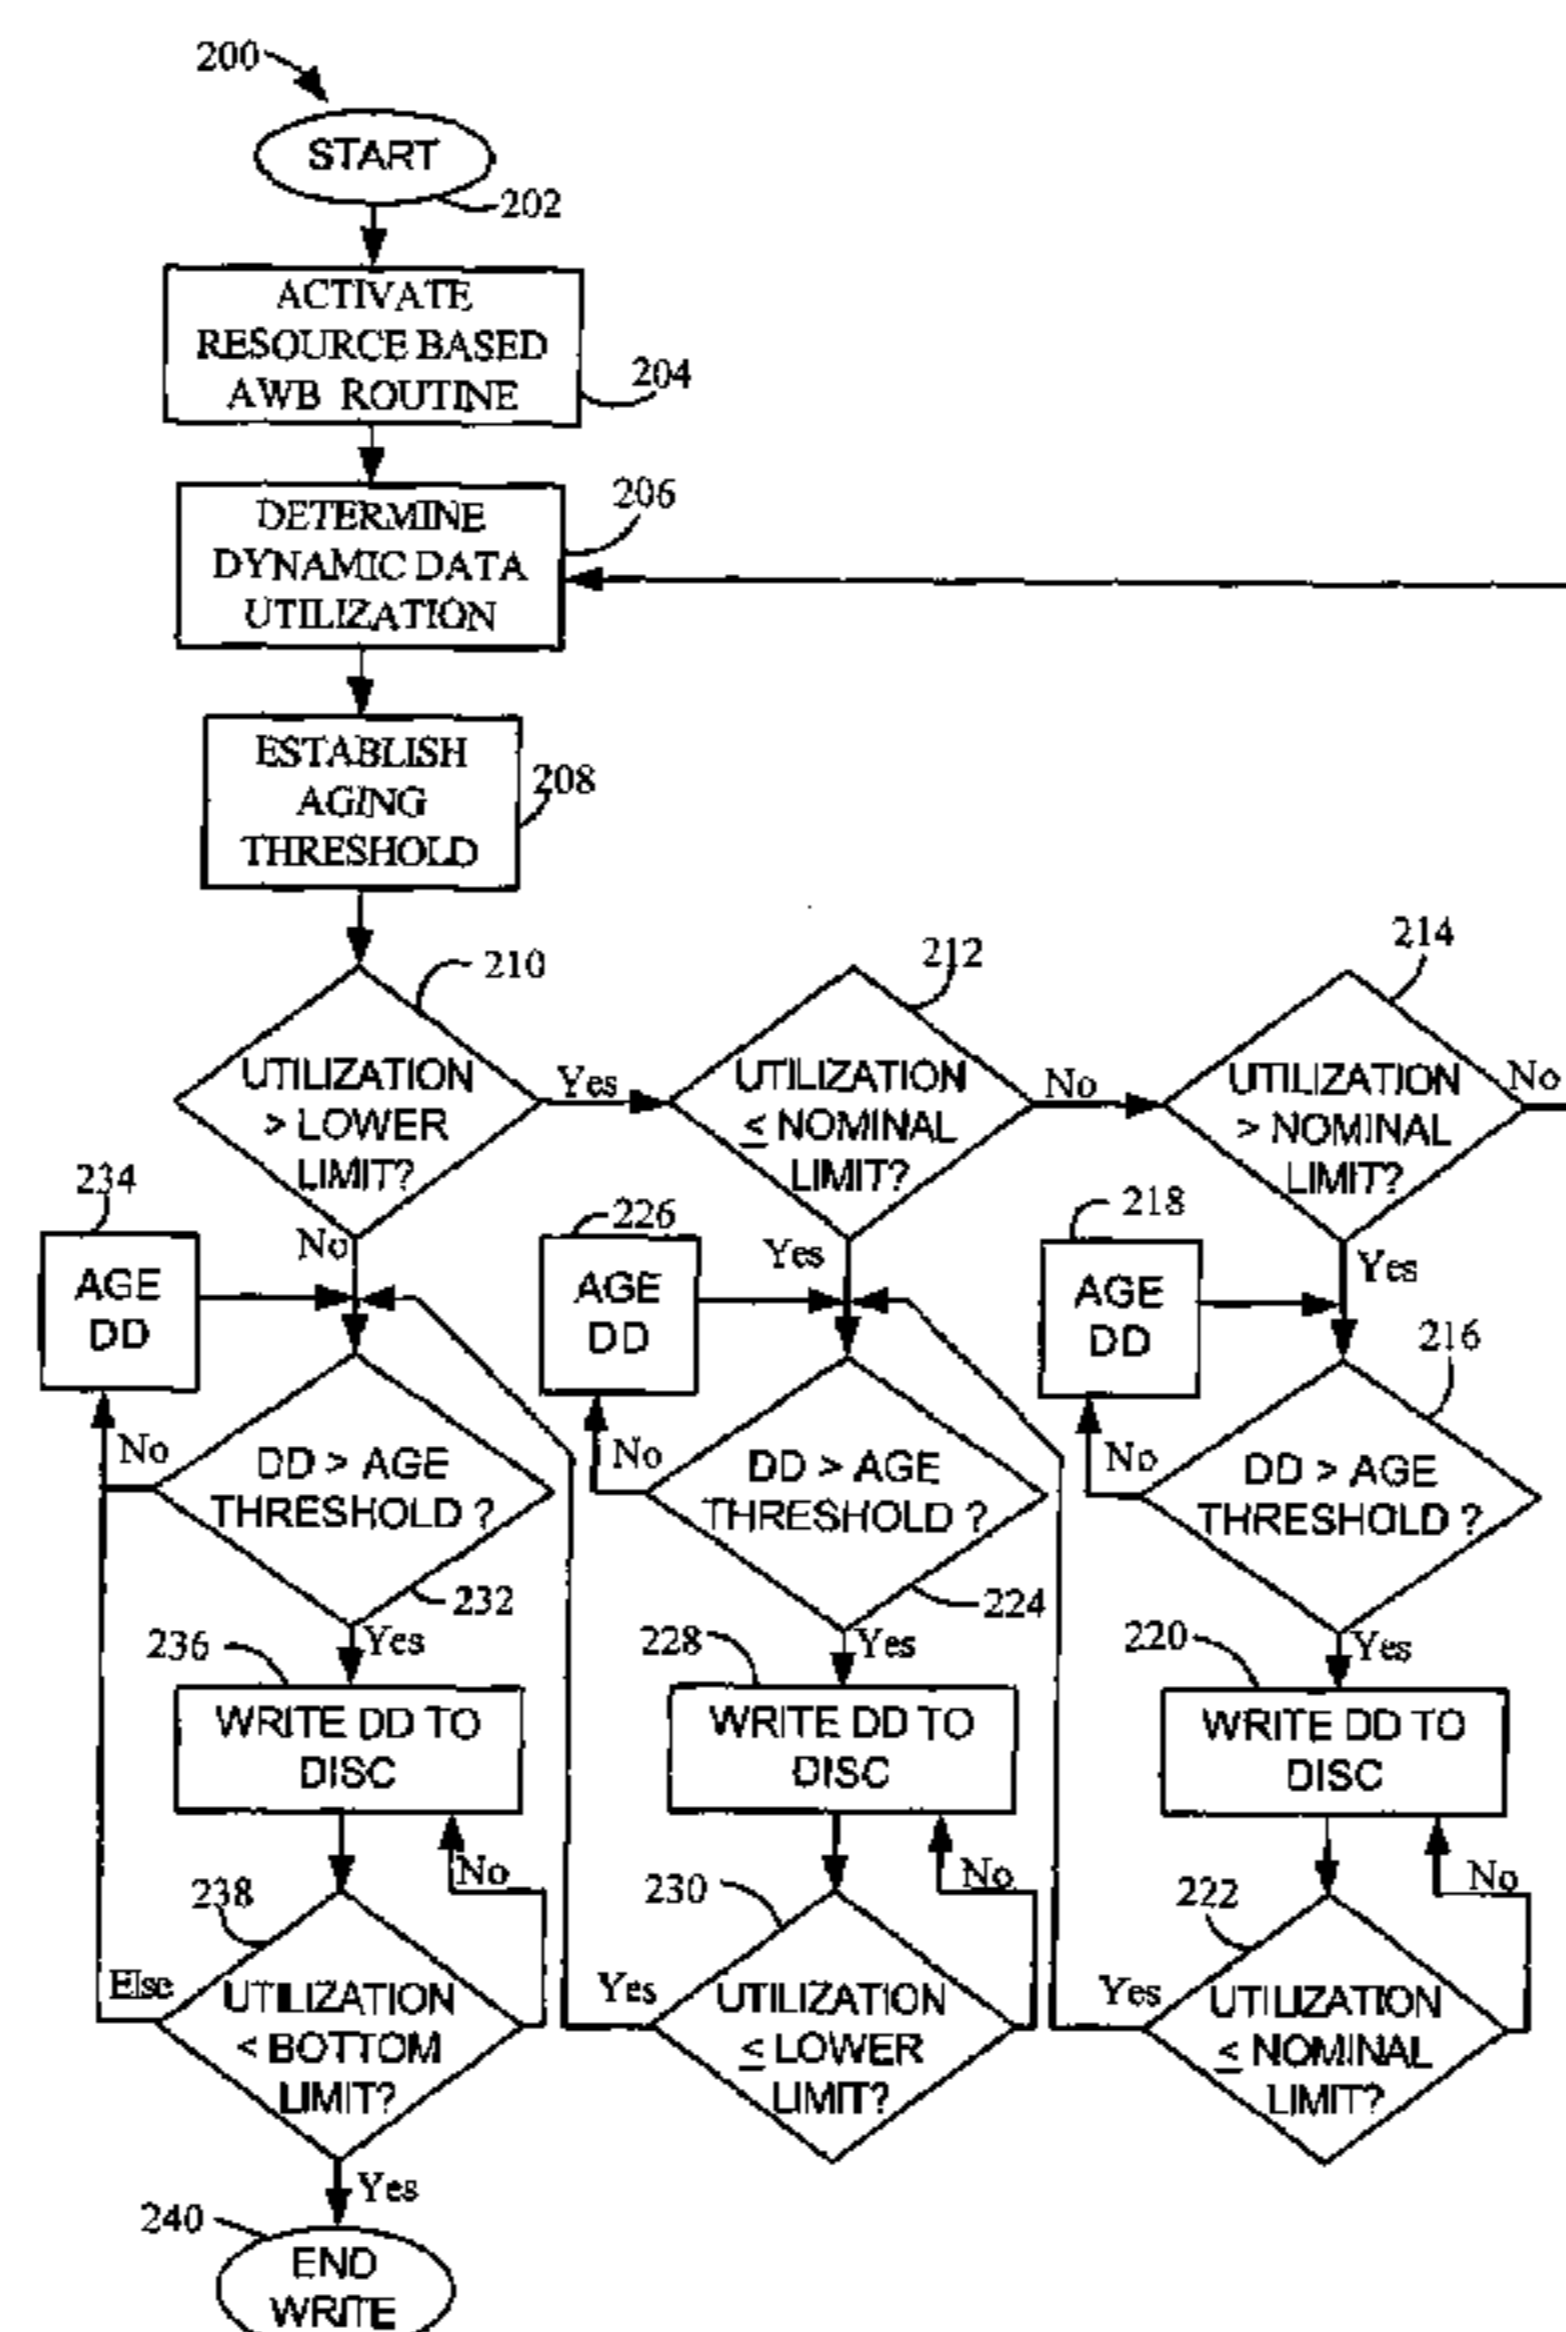 200
START
202
ACTIVATE
RESOURCE BASED
AWB ROUTINE
204
DETERMINE
DYNAMIC DATA
UTILIZATION
206
ESTABLISH
AGING
THRESHOLD
208
UTILIZATION
> LOWER
LIMIT?
210
Yes
No
UTILIZATION
≤ NOMINAL
LIMIT?
212
No
Yes
UTILIZATION
> NOMINAL
LIMIT?
214
No
Yes
234
AGE
DD
226
AGE
DD
218
AGE
DD
DD > AGE
THRESHOLD ?
No
232
Yes
DD > AGE
THRESHOLD ?
No
224
Yes
DD > AGE
THRESHOLD ?
No
216
Yes
236
WRITE DD TO
DISC
228
WRITE DD TO
DISC
220
WRITE DD TO
DISC
238
UTILIZATION
< BOTTOM
LIMIT?
No
Else
Yes
230
UTILIZATION
≤ LOWER
LIMIT?
No
Yes
222
UTILIZATION
≤ NOMINAL
LIMIT?
No
Yes
240
END
WRITE